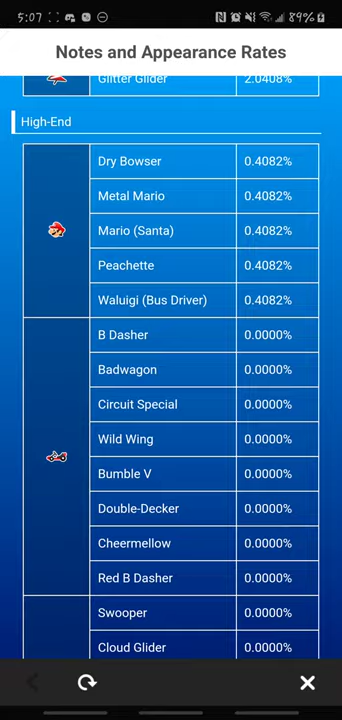 5:07
89%
Notes and Appearance Rates
Glitter Glider 2.0408%
High-End
Dry Bowser 0.4082%
Metal Mario 0.4082%
Mario (Santa) 0.4082%
Peachette 0.4082%
Waluigi (Bus Driver) 0.4082%
B Dasher 0.0000%
Badwagon 0.0000%
Circuit Special 0.0000%
Wild Wing 0.0000%
Bumble V 0.0000%
Double-Decker 0.0000%
Cheermellow 0.0000%
Red B Dasher 0.0000%
Swooper 0.0000%
Cloud Glider 0.0000%